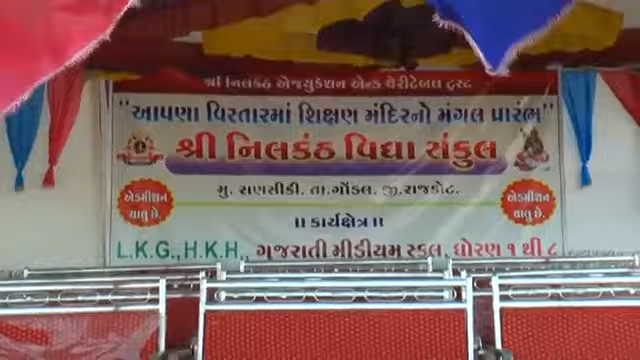 શ્રી નિલકંઠ એજ્યુકેશન એન્ડ ચેરીટેબલ ટ્રસ્ટ
"આપણા વિસ્તારમાં શિક્ષણ મંદિરનો મંગલ પ્રારંભ"
શ્રી નિલકંઠ વિદ્યા સંકુલ
મુ. રાણસીકી. તા.ગોંડલ. જી.રાજકોટ.
એડમીશન ચાલુ છે.
એડમીશન ચાલુ છે.
॥ કાર્યક્ષેત્ર ॥
L.K.G.,H.K.H., ગુજરાતી મીડીયમ સ્કુલ, ધોરણ ૧ થી ૮